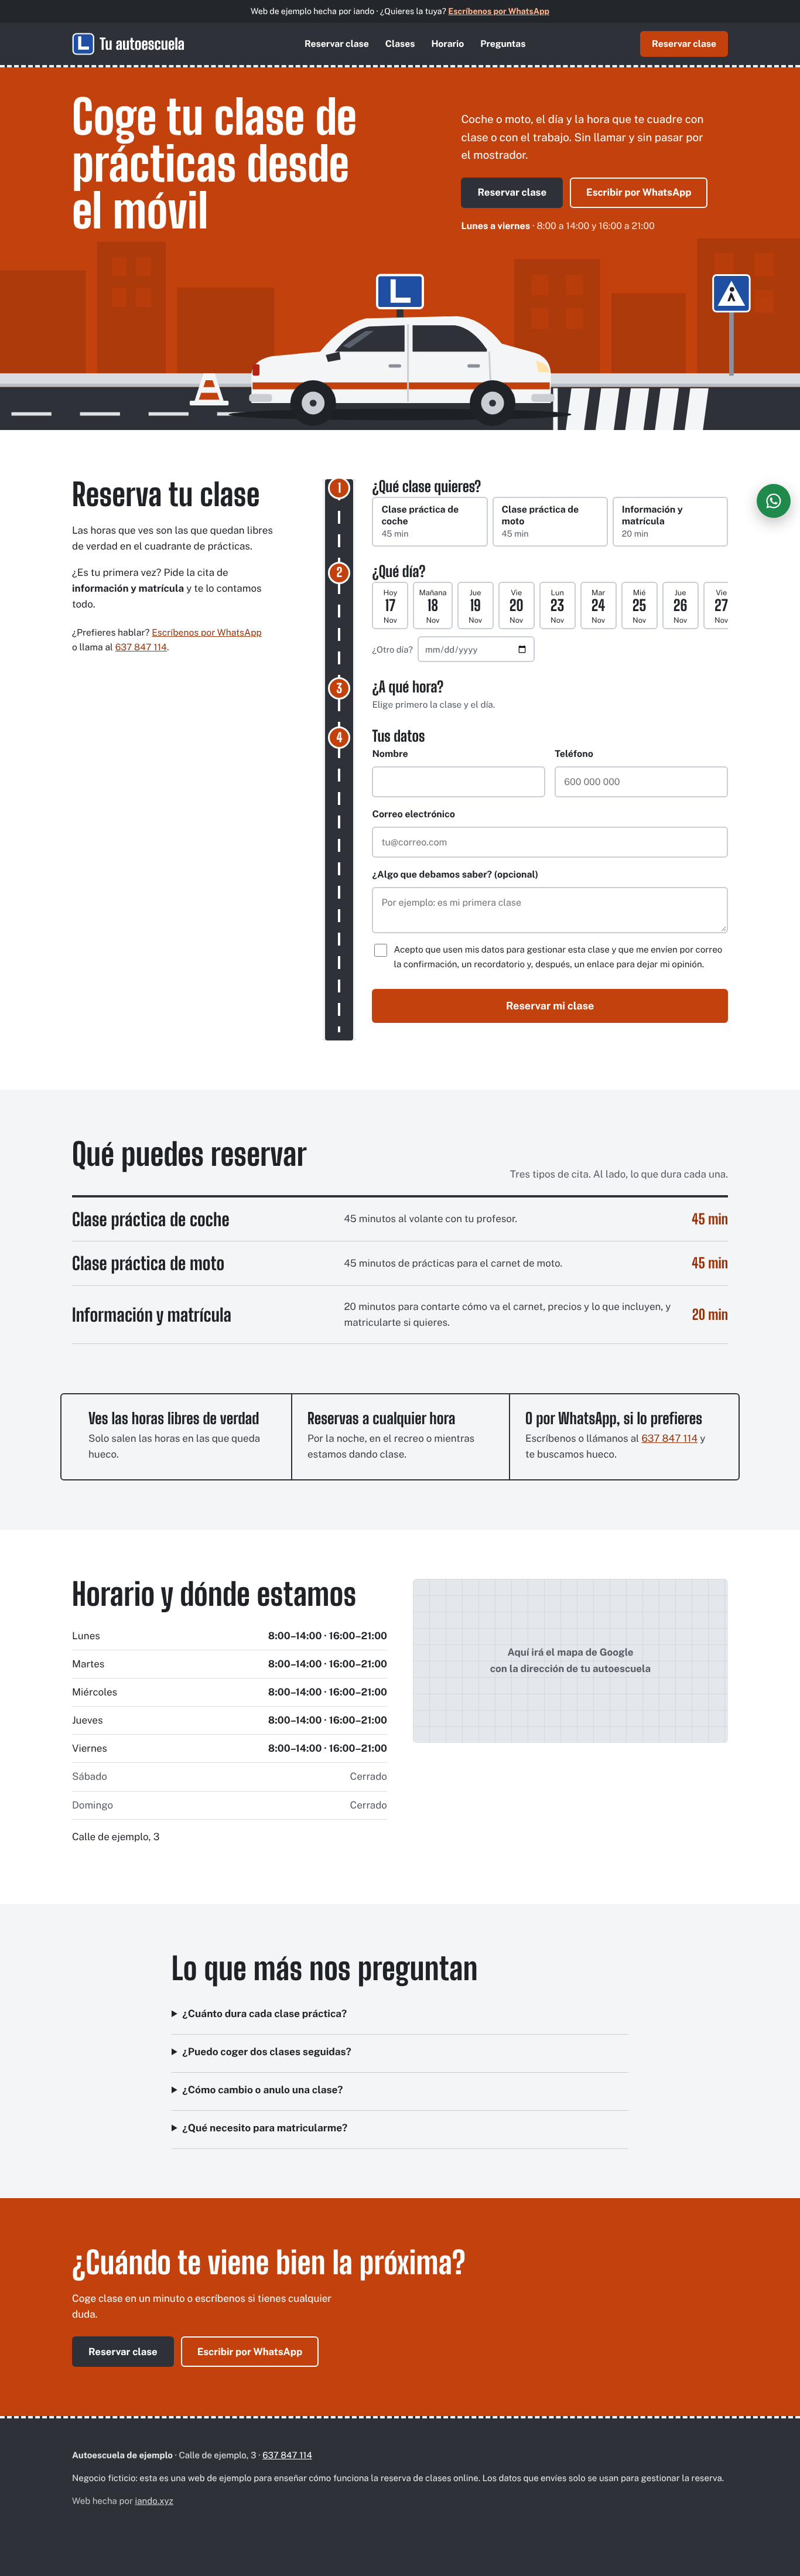 Web de ejemplo hecha por iando · ¿Quieres la tuya? Escríbenos por WhatsApp
L Tu autoescuela
Reservar clase Clases Horario Preguntas
Reservar clase
Coge tu clase de
prácticas desde
el móvil
Coche o moto, el día y la hora que te cuadre con
clase o con el trabajo. Sin llamar y sin pasar por
el mostrador.
Reservar clase Escribir por WhatsApp
Lunes a viernes · 8:00 a 14:00 y 16:00 a 21:00
L
Reserva tu clase
Las horas que ves son las que quedan libres
de verdad en el cuadrante de prácticas.
¿Es tu primera vez? Pide la cita de
información y matrícula y te lo contamos
todo.
¿Prefieres hablar? Escríbenos por WhatsApp
o llama al 637 847 114.
1
¿Qué clase quieres?
Clase práctica de
coche
45 min
Clase práctica de
moto
45 min
Información y
matrícula
20 min
2
¿Qué día?
Hoy Mañana Jue Vie Lun Mar Mié Jue Vie
17 18 19 20 23 24 25 26 27
Nov Nov Nov Nov Nov Nov Nov Nov Nov
¿Otro día? mm/dd/yyyy
3
¿A qué hora?
Elige primero la clase y el día.
4
Tus datos
Nombre Teléfono
600 000 000
Correo electrónico
tu@correo.com
¿Algo que debamos saber? (opcional)
Por ejemplo: es mi primera clase
Acepto que usen mis datos para gestionar esta clase y que me envíen por correo
la confirmación, un recordatorio y, después, un enlace para dejar mi opinión.
Reservar mi clase
Qué puedes reservar
Tres tipos de cita. Al lado, lo que dura cada una.
Clase práctica de coche 45 minutos al volante con tu profesor. 45 min
Clase práctica de moto 45 minutos de prácticas para el carnet de moto. 45 min
Información y matrícula 20 minutos para contarte cómo va el carnet, precios y lo que incluyen, y 20 min
matricularte si quieres.
Ves las horas libres de verdad
Solo salen las horas en las que queda
hueco.
Reservas a cualquier hora
Por la noche, en el recreo o mientras
estamos dando clase.
O por WhatsApp, si lo prefieres
Escríbenos o llámanos al 637 847 114 y
te buscamos hueco.
Horario y dónde estamos
Lunes 8:00–14:00 · 16:00–21:00
Martes 8:00–14:00 · 16:00–21:00
Miércoles 8:00–14:00 · 16:00–21:00
Jueves 8:00–14:00 · 16:00–21:00
Viernes 8:00–14:00 · 16:00–21:00
Sábado Cerrado
Domingo Cerrado
Calle de ejemplo, 3
Aquí irá el mapa de Google
con la dirección de tu autoescuela
Lo que más nos preguntan
¿Cuánto dura cada clase práctica?
¿Puedo coger dos clases seguidas?
¿Cómo cambio o anulo una clase?
¿Qué necesito para matricularme?
¿Cuándo te viene bien la próxima?
Coge clase en un minuto o escríbenos si tienes cualquier
duda.
Reservar clase Escribir por WhatsApp
Autoescuela de ejemplo · Calle de ejemplo, 3 · 637 847 114
Negocio ficticio: esta es una web de ejemplo para enseñar cómo funciona la reserva de clases online. Los datos que envíes solo se usan para gestionar la reserva.
Web hecha por iando.xyz